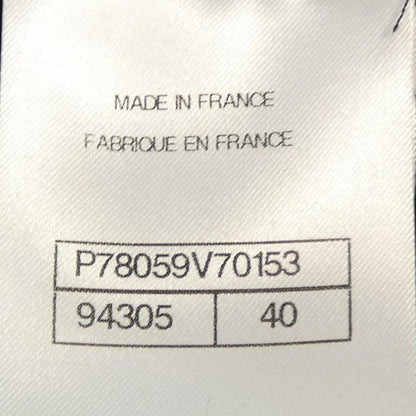 MADE IN FRANCE
FABRIQUE EN FRANCE
P78059V70153
94305 40